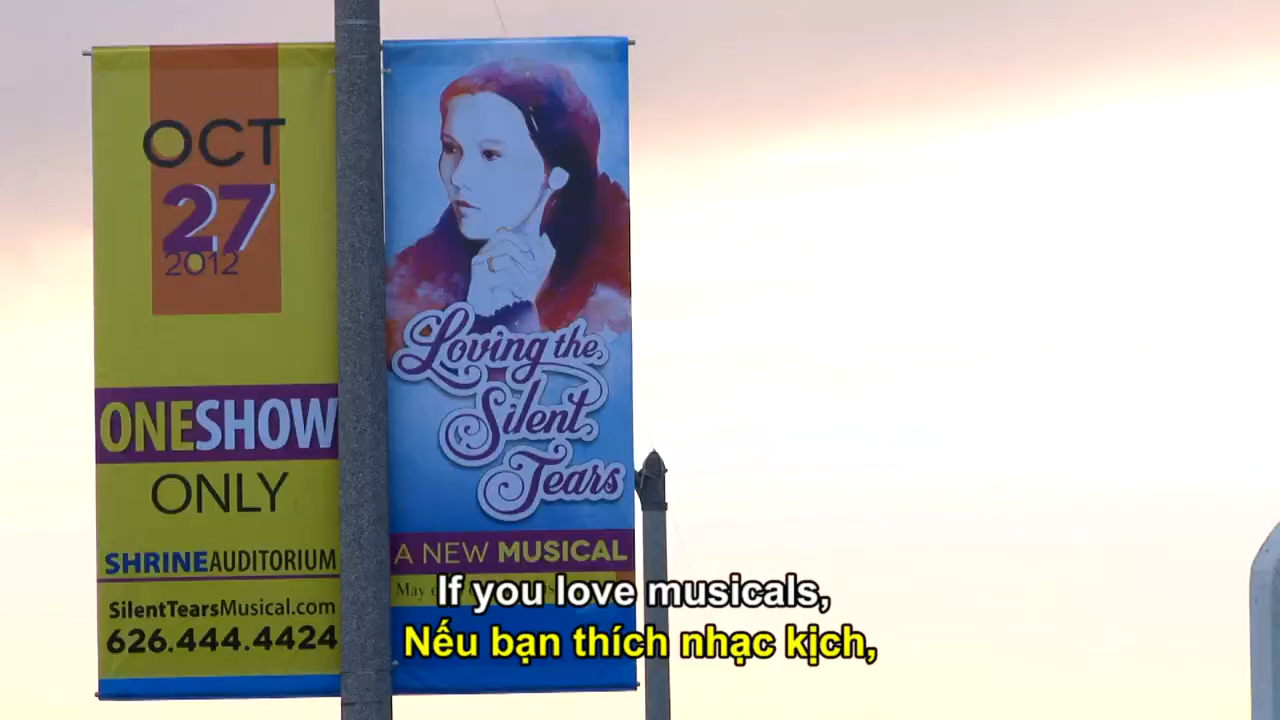 OCT
27
2012
ONESHOW
ONLY
SHRINEAUDITORIUM
SilentTearsMusical.com
626.444.4424
Loving the
Silent
Tears
A NEW MUSICAL
May
If you love musicals,
Nếu bạn thích nhạc kịch,